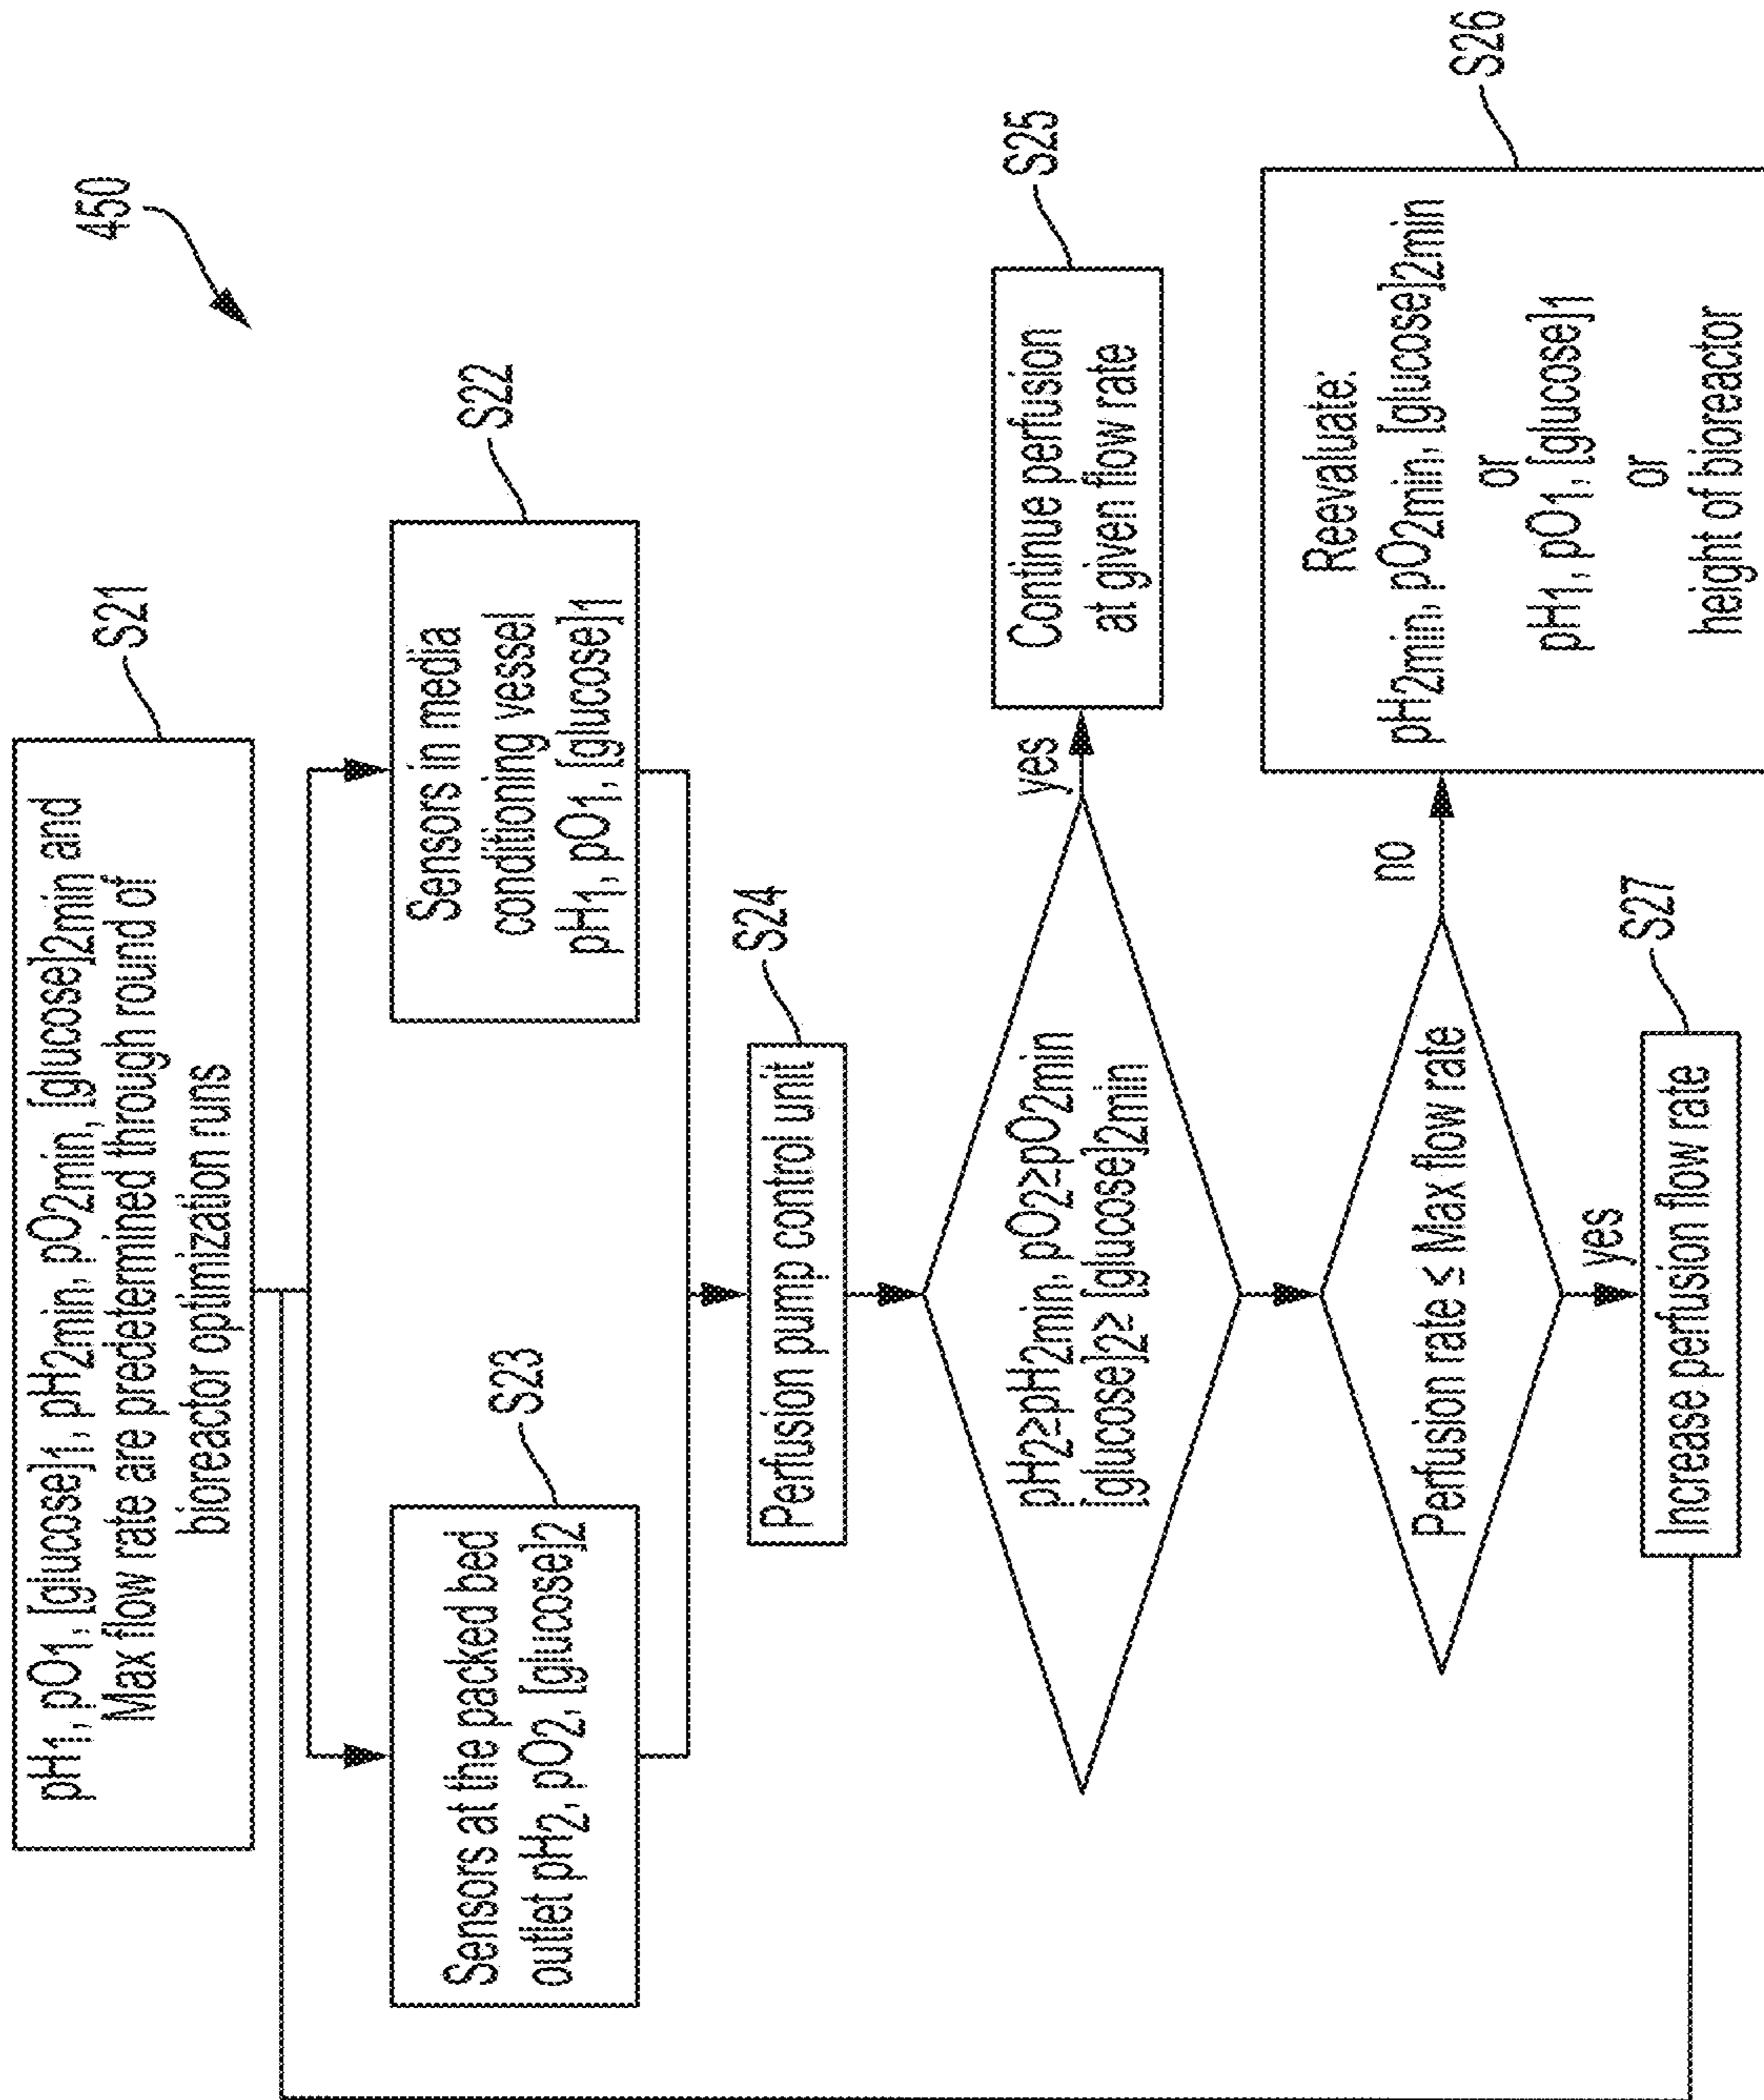 450
S21
pH1, pO1, [glucose]1, pH2min, pO2min, [glucose]2min and
Max flow rate are predetermined through round of
bioreactor optimization runs
S23
Sensors at the packed bed
outlet pH2, pO2, [glucose]2
S22
Sensors in media
conditioning vessel
pH1, pO1, [glucose]1
S24
Perfusion pump control unit
pH2≥pH2min, pO2≥pO2min
[glucose]2≥ [glucose]2min
yes
S25
Continue perfusion
at given flow rate
Perfusion rate ≤ Max flow rate
no
S26
Reevaluate:
pH2min, pO2min, [glucose]2min
or
pH1, pO1, [glucose]1
or
height of bioreactor
yes
S27
Increase perfusion flow rate